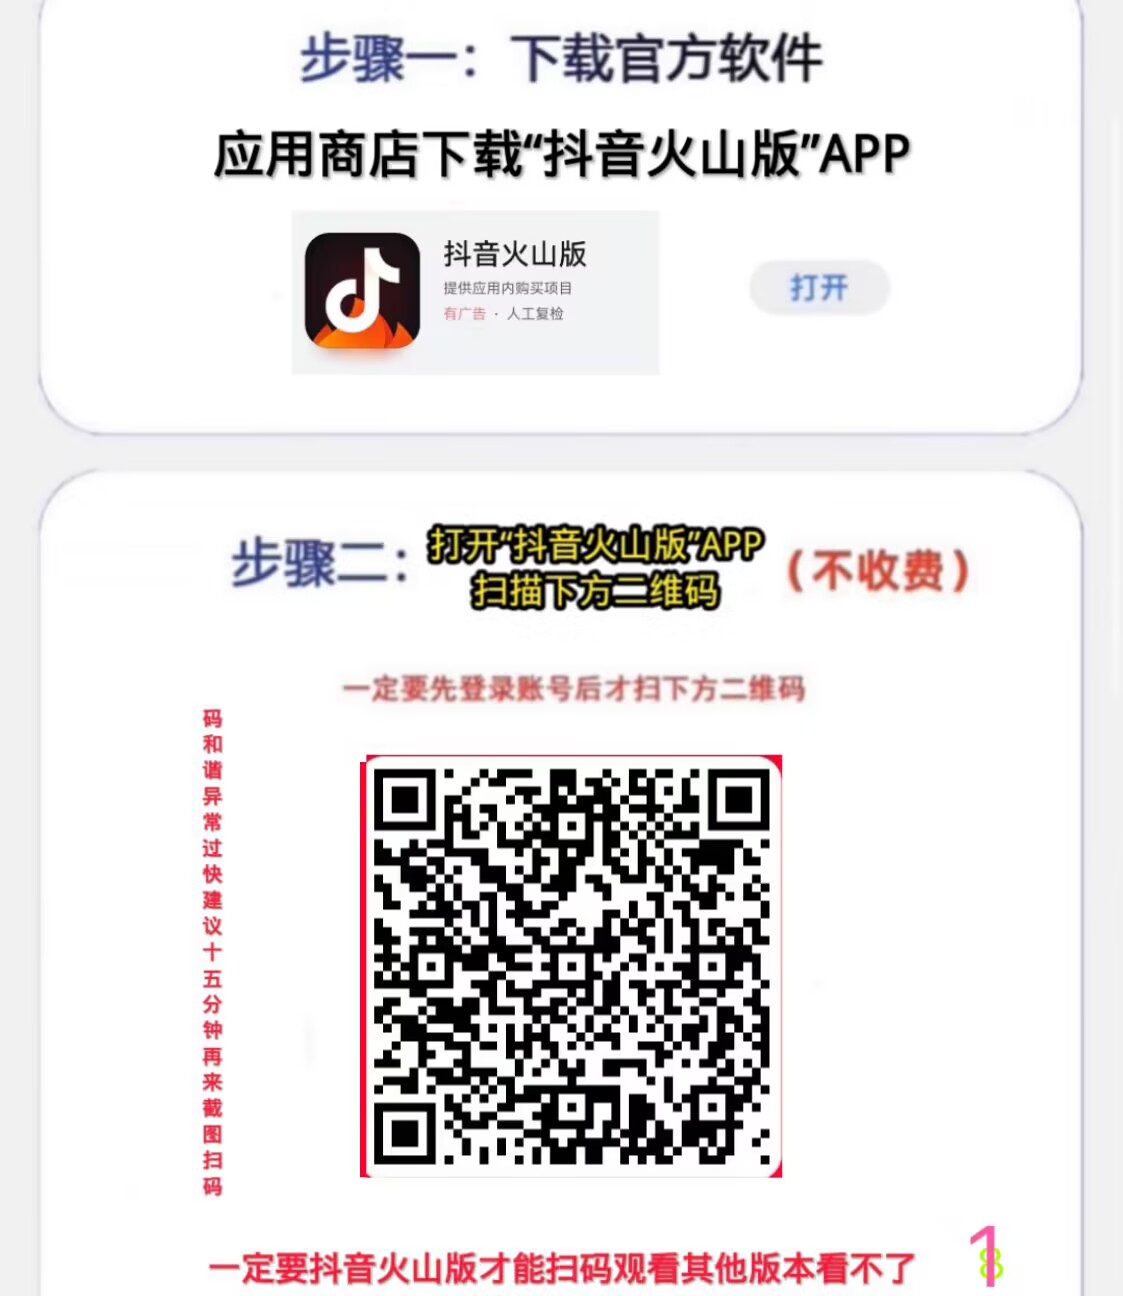 步骤一：下载官方软件
应用商店下载“抖音火山版”APP
抖音火山版
提供应用内购买项目
有广告 · 人工复检
打开
步骤二：
打开“抖音火山版”APP
扫描下方二维码
（不收费）
一定要先登录账号后才扫下方二维码
码和谐异常过快建议十五分钟再来截图扫码
一定要抖音火山版才能扫码观看其他版本看不了
1
8